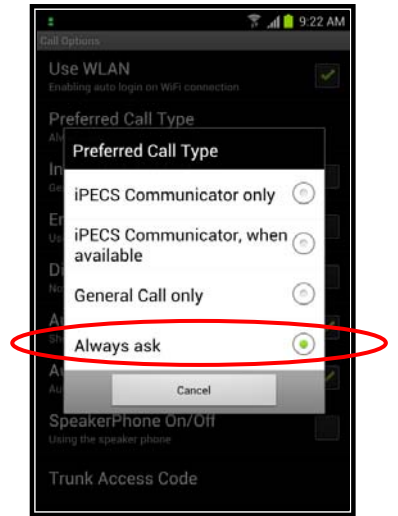 9:22 AM
Call Options
Use WLAN
Enabling auto login on WiFi connection
Preferred Call Type
Preferred Call Type
iPECS Communicator only
iPECS Communicator, when
available
General Call only
Always ask
Cancel
SpeakerPhone On/Off
Using the speaker phone
Trunk Access Code